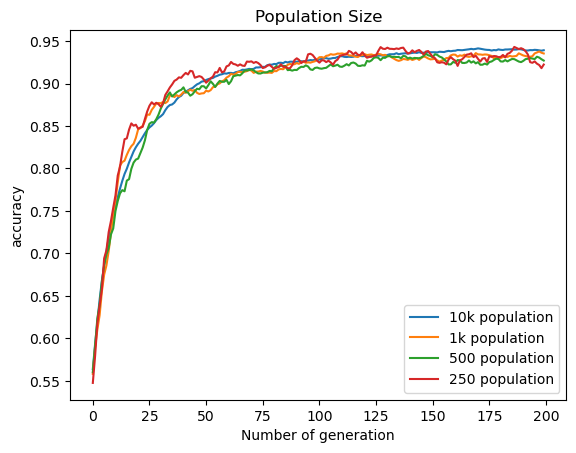 Population Size
accuracy
0.95
0.90
0.85
0.80
0.75
0.70
0.65
0.60
0.55
0 25 50 75 100 125 150 175 200
Number of generation
10k population
1k population
500 population
250 population